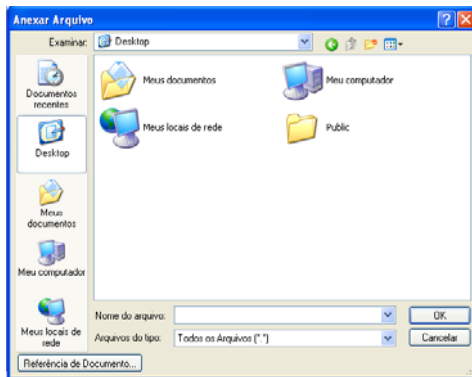 Anexar Arquivo
Examinar:
Desktop
Documentos
recentes
Desktop
Meus
documentos
Meu computador
Meus locais de
rede
Meus documentos
Meu computador
Meus locais de rede
Public
Nome do arquivo:
OK
Arquivos do tipo:
Todos os Arquivos (*.*)
Cancelar
Referência de Documento...